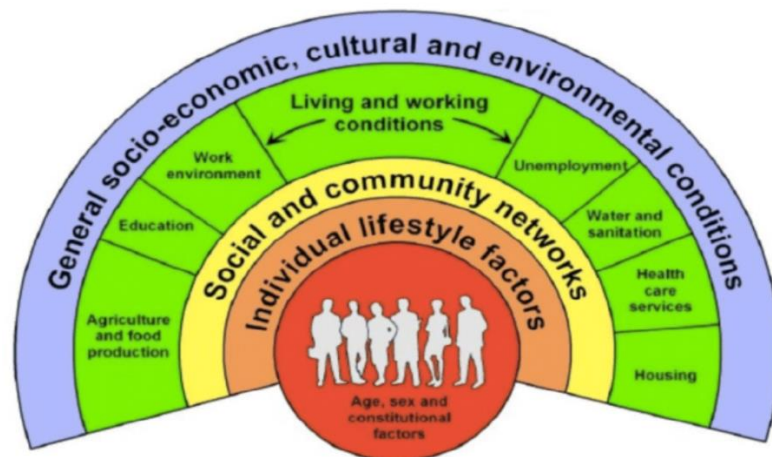 General socio-economic, cultural and environmental conditions
Living and working
conditions
Work
environment
Education
Agriculture
and food
production
Unemployment
Water and
sanitation
Health
care
services
Housing
Social and community networks
Individual lifestyle factors
Age, sex and
constitutional
factors